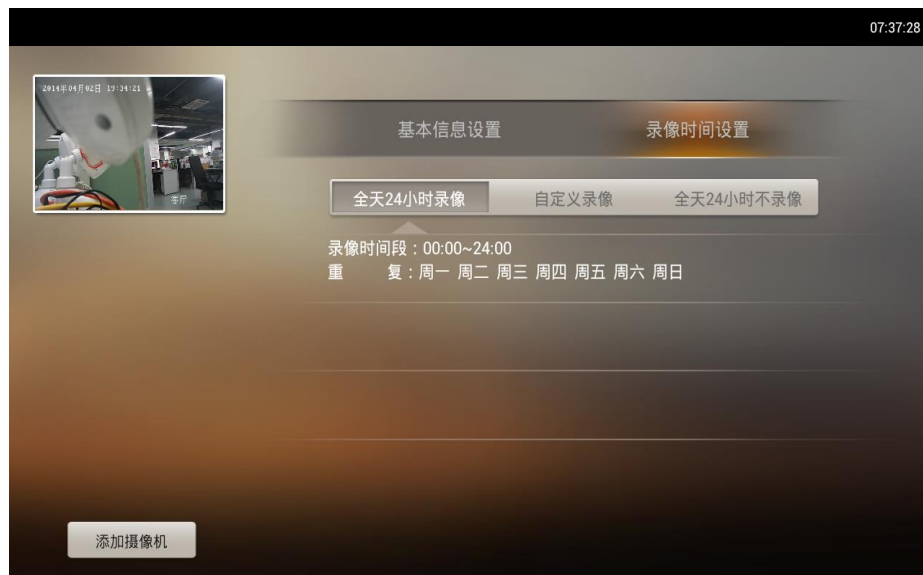 07:37:28
2014年04月02日 19:34:21
客厅
基本信息设置 录像时间设置
全天24小时录像 自定义录像 全天24小时不录像
录像时间段：00:00~24:00
重 复：周一 周二 周三 周四 周五 周六 周日
添加摄像机